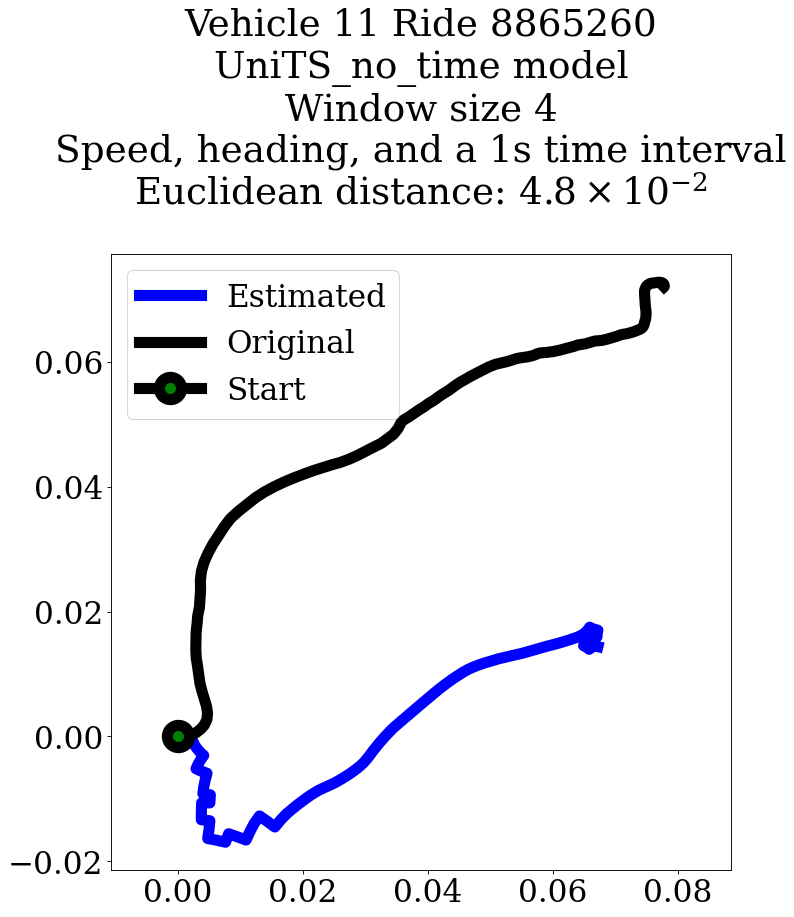 Vehicle 11 Ride 8865260
UniTS_no_time model
Window size 4
Speed, heading, and a 1s time interval
Euclidean distance: 4.8 × 10⁻²
Estimated
Original
Start
0.06
0.04
0.02
0.00
−0.02
0.00 0.02 0.04 0.06 0.08